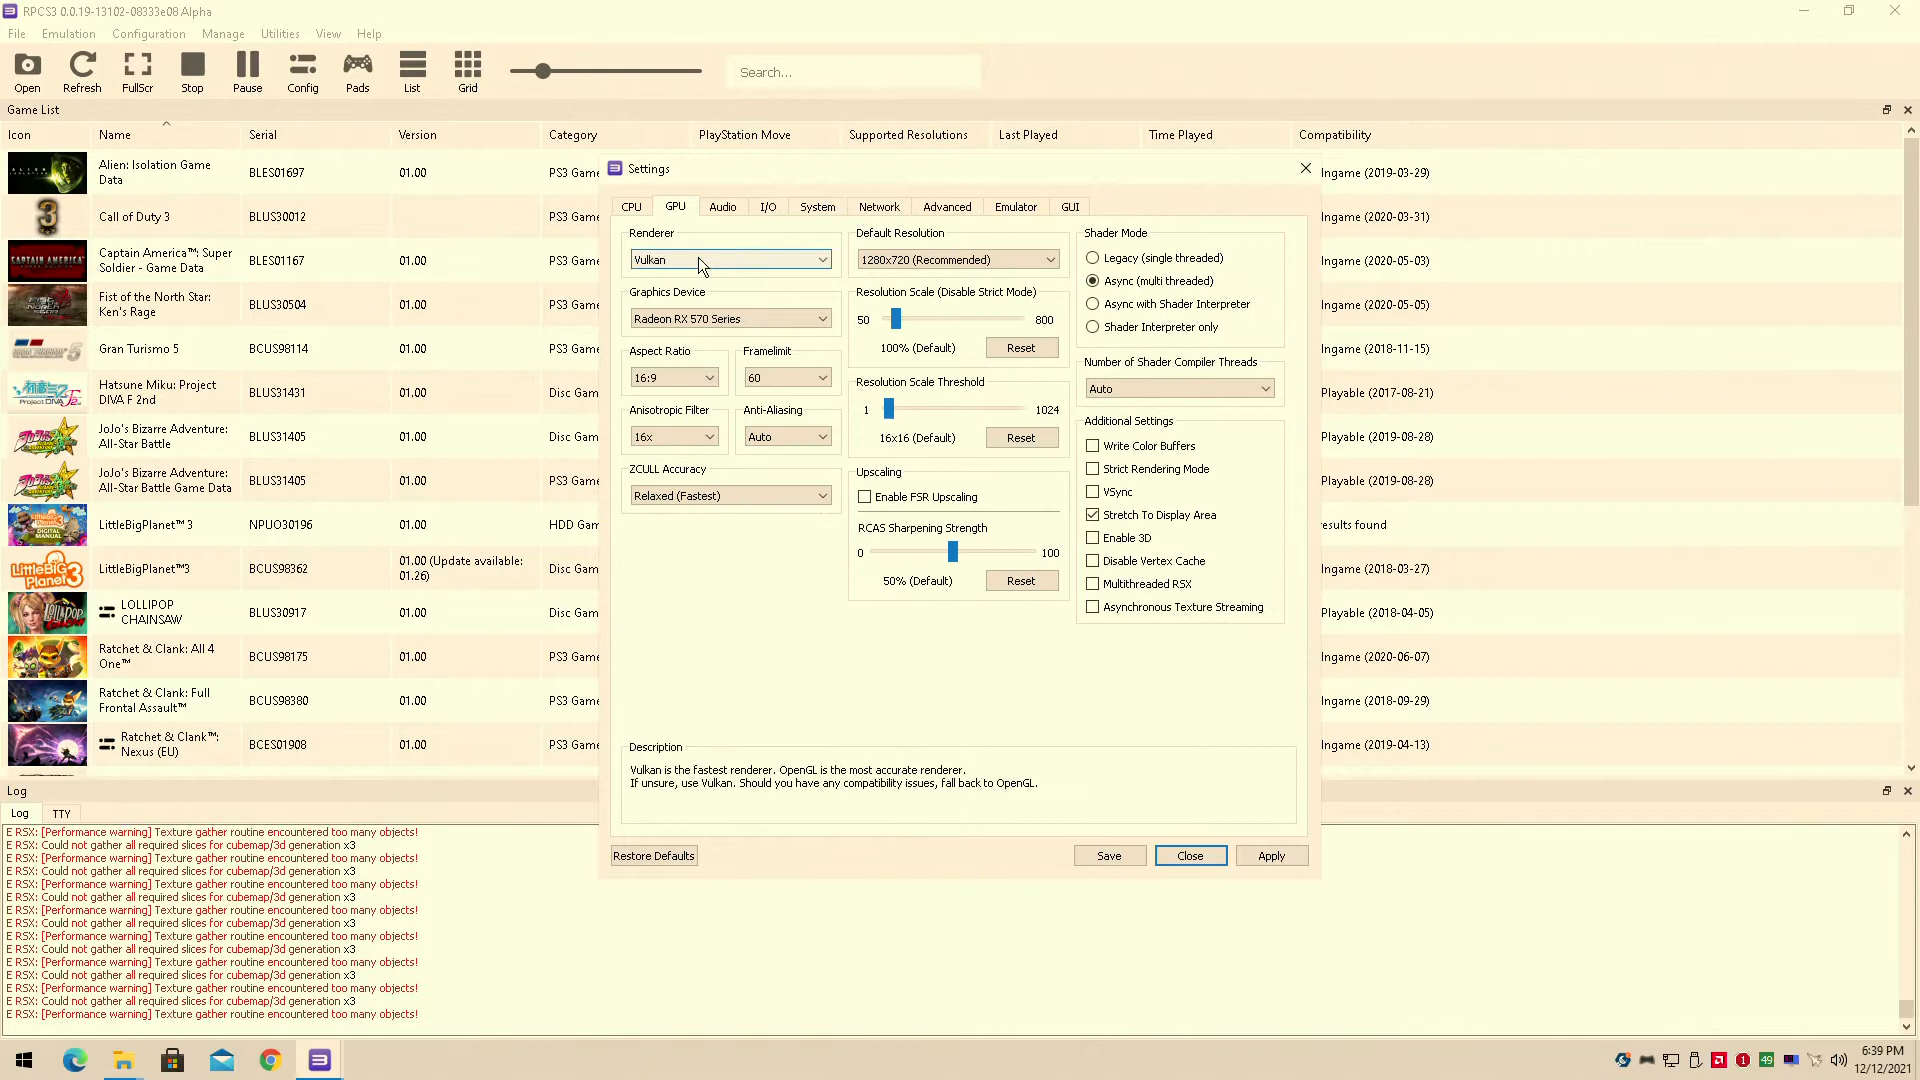 RPCS3 0.0.19-13102-08333e08 Alpha
File Emulation Configuration Manage Utilities View Help
Open Refresh FullScr Stop Pause Config Pads List Grid Search...
Game List
Icon Name Serial Version Category PlayStation Move Supported Resolutions Last Played Time Played Compatibility
Alien: Isolation Game
Data BLES01697 01.00 PS3 Game Ingame (2019-03-29)
Call of Duty 3 BLUS30012 PS3 Game Ingame (2020-03-31)
Captain America™: Super
Soldier - Game Data BLES01167 01.00 PS3 Game Ingame (2020-05-03)
Fist of the North Star:
Ken's Rage BLUS30504 01.00 PS3 Game Ingame (2020-05-05)
Gran Turismo 5 BCUS98114 01.00 PS3 Game Ingame (2018-11-15)
Hatsune Miku: Project
DIVA F 2nd BLUS31431 01.00 Disc Gam Playable (2017-08-21)
JoJo's Bizarre Adventure:
All-Star Battle BLUS31405 01.00 Disc Gam Playable (2019-08-28)
JoJo's Bizarre Adventure:
All-Star Battle Game Data BLUS31405 01.00 PS3 Game Playable (2019-08-28)
LittleBigPlanet™ 3 NPUO30196 01.00 HDD Gam results found
LittleBigPlanet™3 BCUS98362 01.00 (Update available:
01.26) Disc Gam Ingame (2018-03-27)
LOLLIPOP
CHAINSAW BLUS30917 01.00 Disc Gam Playable (2018-04-05)
Ratchet & Clank: All 4
One™ BCUS98175 01.00 PS3 Game Ingame (2020-06-07)
Ratchet & Clank: Full
Frontal Assault™ BCUS98380 01.00 PS3 Game Ingame (2018-09-29)
Ratchet & Clank™:
Nexus (EU) BCES01908 01.00 PS3 Game Ingame (2019-04-13)
Settings
CPU GPU Audio I/O System Network Advanced Emulator GUI
Renderer
Vulkan
Graphics Device
Radeon RX 570 Series
Aspect Ratio Framelimit
16:9 60
Anisotropic Filter Anti-Aliasing
16x Auto
ZCULL Accuracy
Relaxed (Fastest)
Default Resolution
1280x720 (Recommended)
Resolution Scale (Disable Strict Mode)
50 800
100% (Default) Reset
Resolution Scale Threshold
1 1024
16x16 (Default) Reset
Upscaling
Enable FSR Upscaling
RCAS Sharpening Strength
0 100
50% (Default) Reset
Shader Mode
Legacy (single threaded)
Async (multi threaded)
Async with Shader Interpreter
Shader Interpreter only
Number of Shader Compiler Threads
Auto
Additional Settings
Write Color Buffers
Strict Rendering Mode
VSync
Stretch To Display Area
Enable 3D
Disable Vertex Cache
Multithreaded RSX
Asynchronous Texture Streaming
Description
Vulkan is the fastest renderer. OpenGL is the most accurate renderer.
If unsure, use Vulkan. Should you have any compatibility issues, fall back to OpenGL.
Restore Defaults Save Close Apply
Log
Log TTY
E RSX: [Performance warning] Texture gather routine encountered too many objects!
E RSX: Could not gather all required slices for cubemap/3d generation x3
E RSX: [Performance warning] Texture gather routine encountered too many objects!
E RSX: Could not gather all required slices for cubemap/3d generation x3
E RSX: [Performance warning] Texture gather routine encountered too many objects!
E RSX: Could not gather all required slices for cubemap/3d generation x3
E RSX: [Performance warning] Texture gather routine encountered too many objects!
E RSX: Could not gather all required slices for cubemap/3d generation x3
E RSX: [Performance warning] Texture gather routine encountered too many objects!
E RSX: Could not gather all required slices for cubemap/3d generation x3
E RSX: [Performance warning] Texture gather routine encountered too many objects!
E RSX: Could not gather all required slices for cubemap/3d generation x3
E RSX: [Performance warning] Texture gather routine encountered too many objects!
E RSX: Could not gather all required slices for cubemap/3d generation x3
E RSX: [Performance warning] Texture gather routine encountered too many objects!
49
6:39 PM
12/12/2021